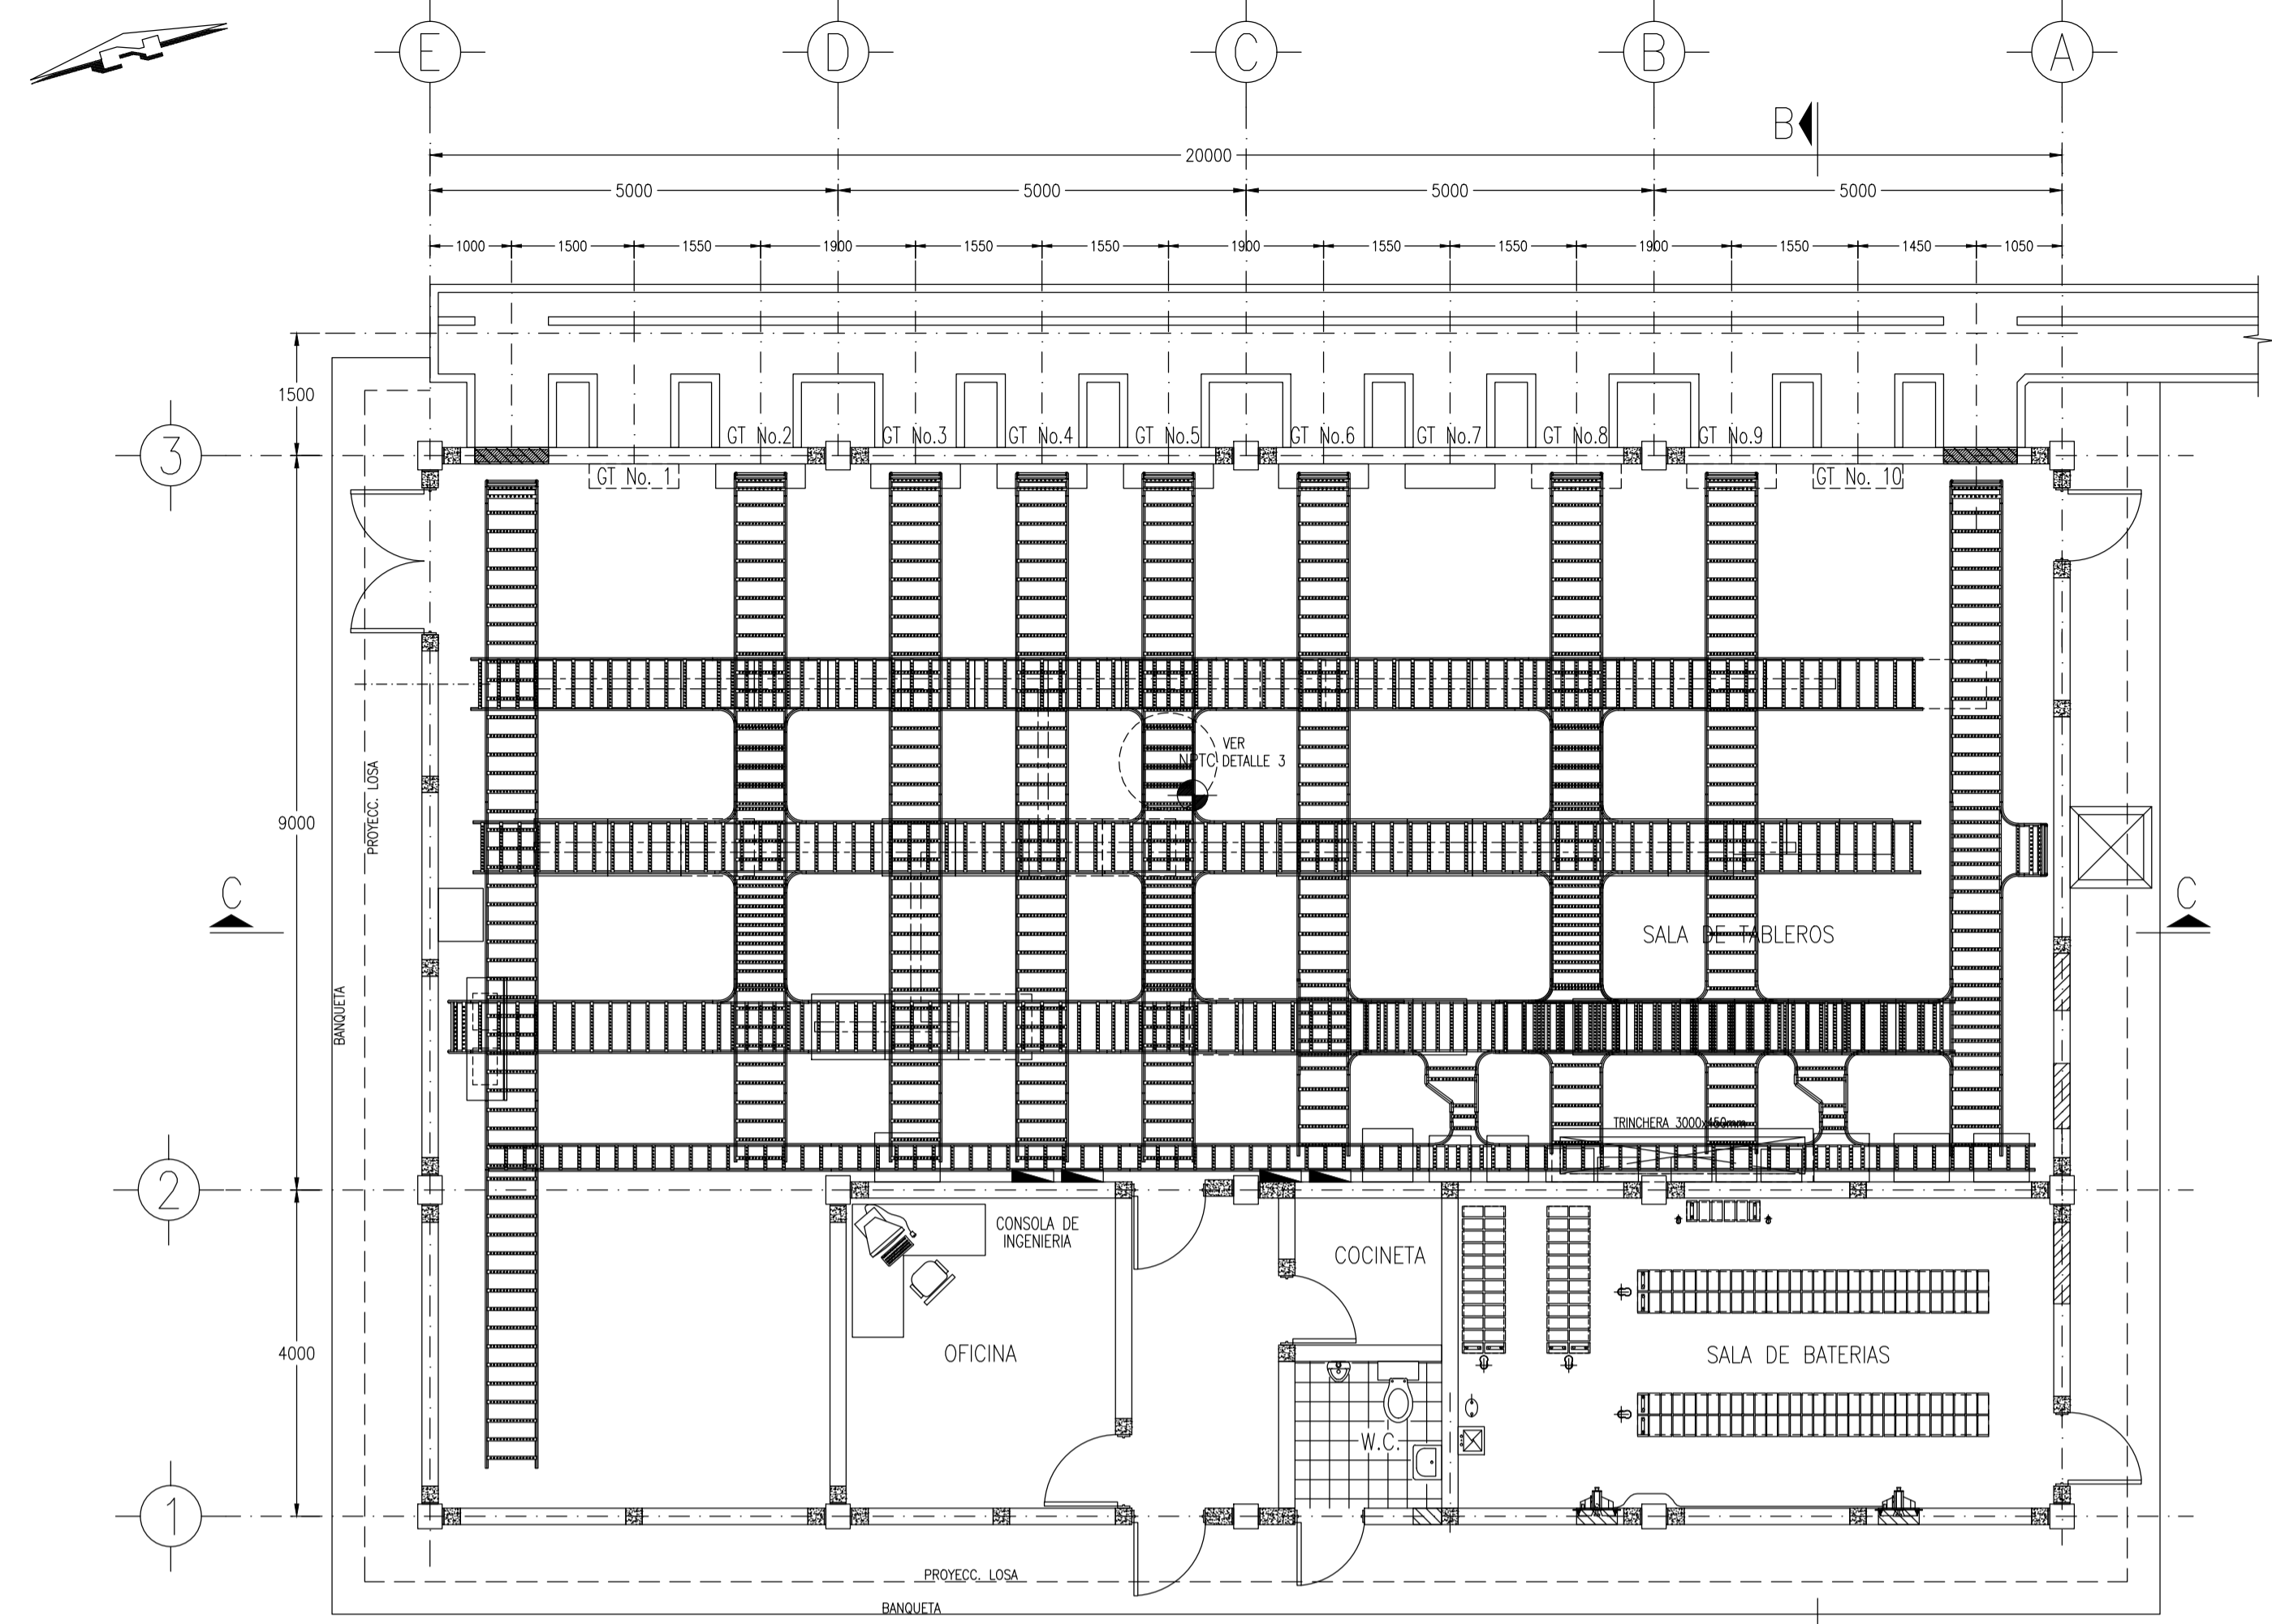 E D C B A
B
20000
5000 5000 5000 5000
1000 1500 1550 1900 1550 1550 1900 1550 1550 1900 1550 1450 1050
1500
3
GT No.2 GT No.3 GT No.4 GT No.5 GT No.6 GT No.7 GT No.8 GT No.9
GT No. 1 GT No. 10
VER
NPTC DETALLE 3
9000
PROYECC. LOSA
C C
SALA DE TABLEROS
BANQUETA
TRINCHERA 3000x450mm
2
CONSOLA DE
INGENIERIA
COCINETA
4000
OFICINA
SALA DE BATERIAS
W.C.
1
PROYECC. LOSA
BANQUETA